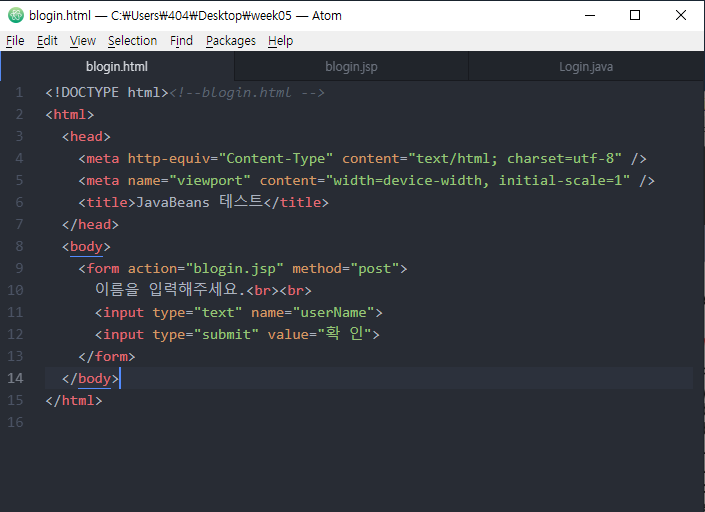 blogin.html — C:₩Users₩404₩Desktop₩week05 — Atom
File Edit View Selection Find Packages Help
blogin.html blogin.jsp Login.java
1 <!DOCTYPE html><!--blogin.html -->
2 <html>
3 <head>
4 <meta http-equiv="Content-Type" content="text/html; charset=utf-8" />
5 <meta name="viewport" content="width=device-width, initial-scale=1" />
6 <title>JavaBeans 테스트</title>
7 </head>
8 <body>
9 <form action="blogin.jsp" method="post">
10 이름을 입력해주세요.<br><br>
11 <input type="text" name="userName">
12 <input type="submit" value="확 인">
13 </form>
14 </body>
15 </html>
16